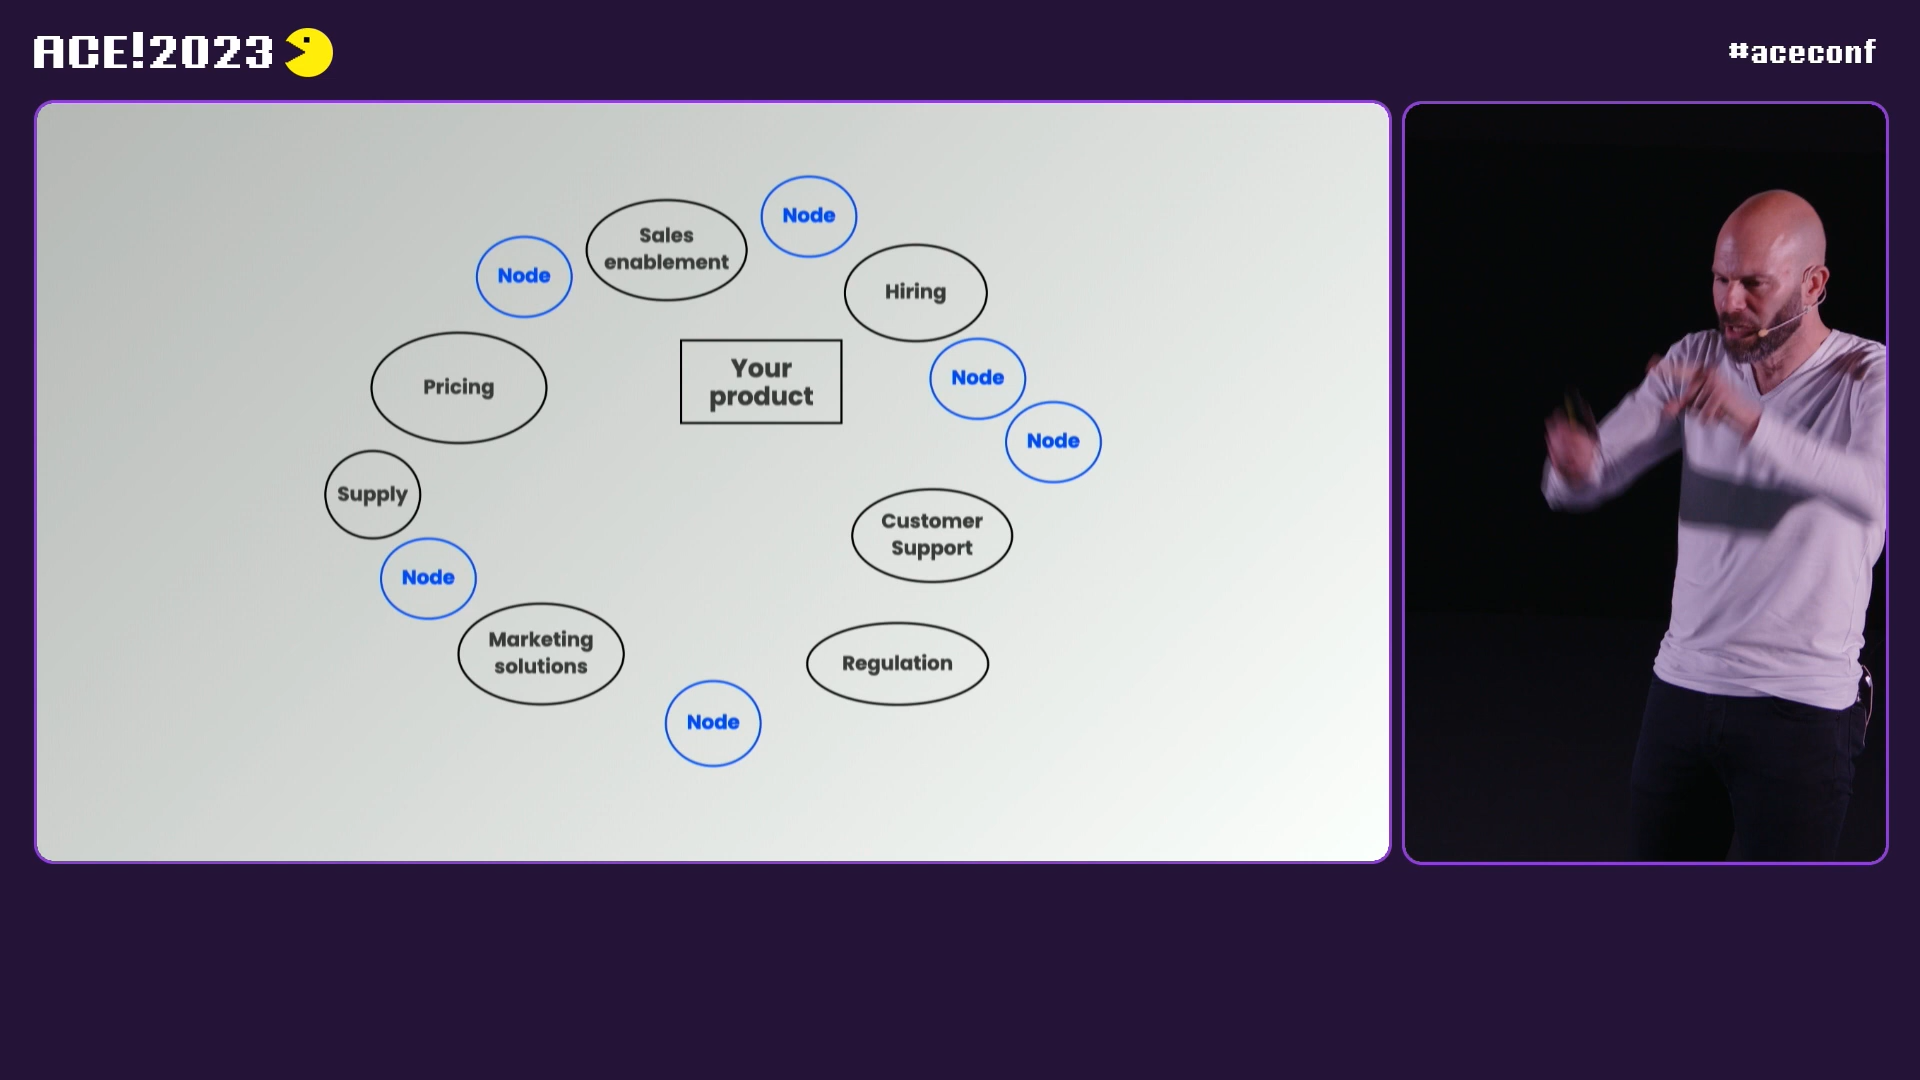 ACE!2023
#aceconf
Node
Sales
enablement
Node
Hiring
Pricing
Your
product
Node
Node
Supply
Customer
Support
Node
Marketing
solutions
Regulation
Node